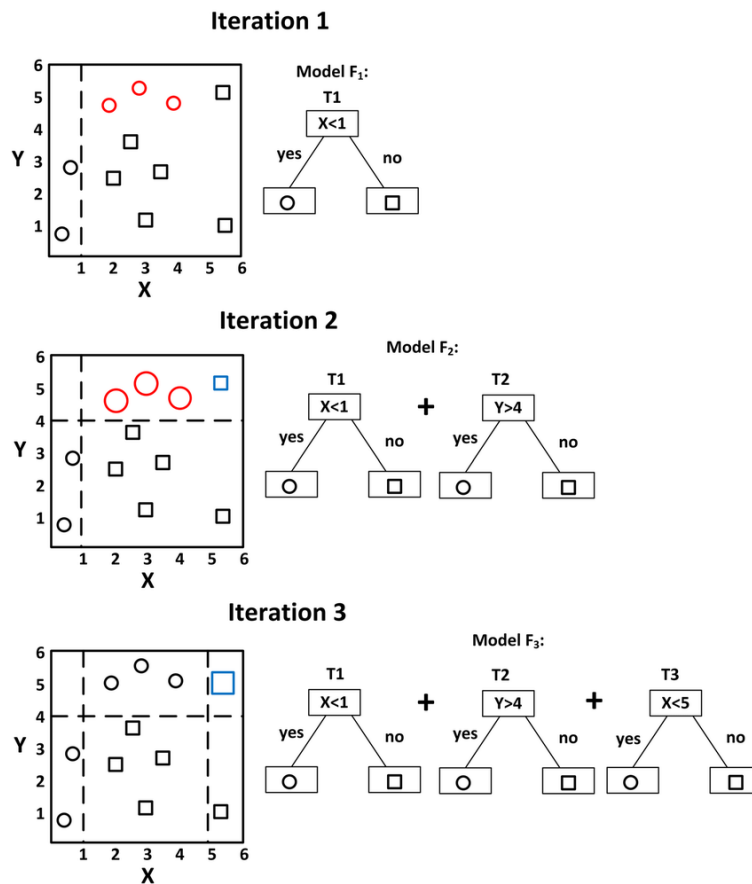 Iteration 1
Model F₁:
T1
X<1
yes
no
6
5
4
3
2
1
Y
1 2 3 4 5 6
X
Iteration 2
Model F₂:
T1 T2
X<1 + Y>4
yes no yes no
6
5
4
3
2
1
Y
1 2 3 4 5 6
X
Iteration 3
Model F₃:
T1 T2 T3
X<1 + Y>4 + X<5
yes no yes no yes no
6
5
4
3
2
1
Y
1 2 3 4 5 6
X